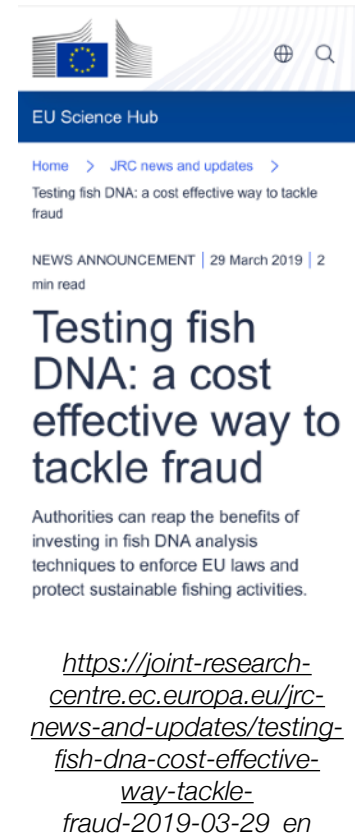 EU Science Hub
Home > JRC news and updates >
Testing fish DNA: a cost effective way to tackle
fraud
NEWS ANNOUNCEMENT | 29 March 2019 | 2
min read
Testing fish
DNA: a cost
effective way to
tackle fraud
Authorities can reap the benefits of
investing in fish DNA analysis
techniques to enforce EU laws and
protect sustainable fishing activities.
https://joint-research-
centre.ec.europa.eu/jrc-
news-and-updates/testing-
fish-dna-cost-effective-
way-tackle-
fraud-2019-03-29_en